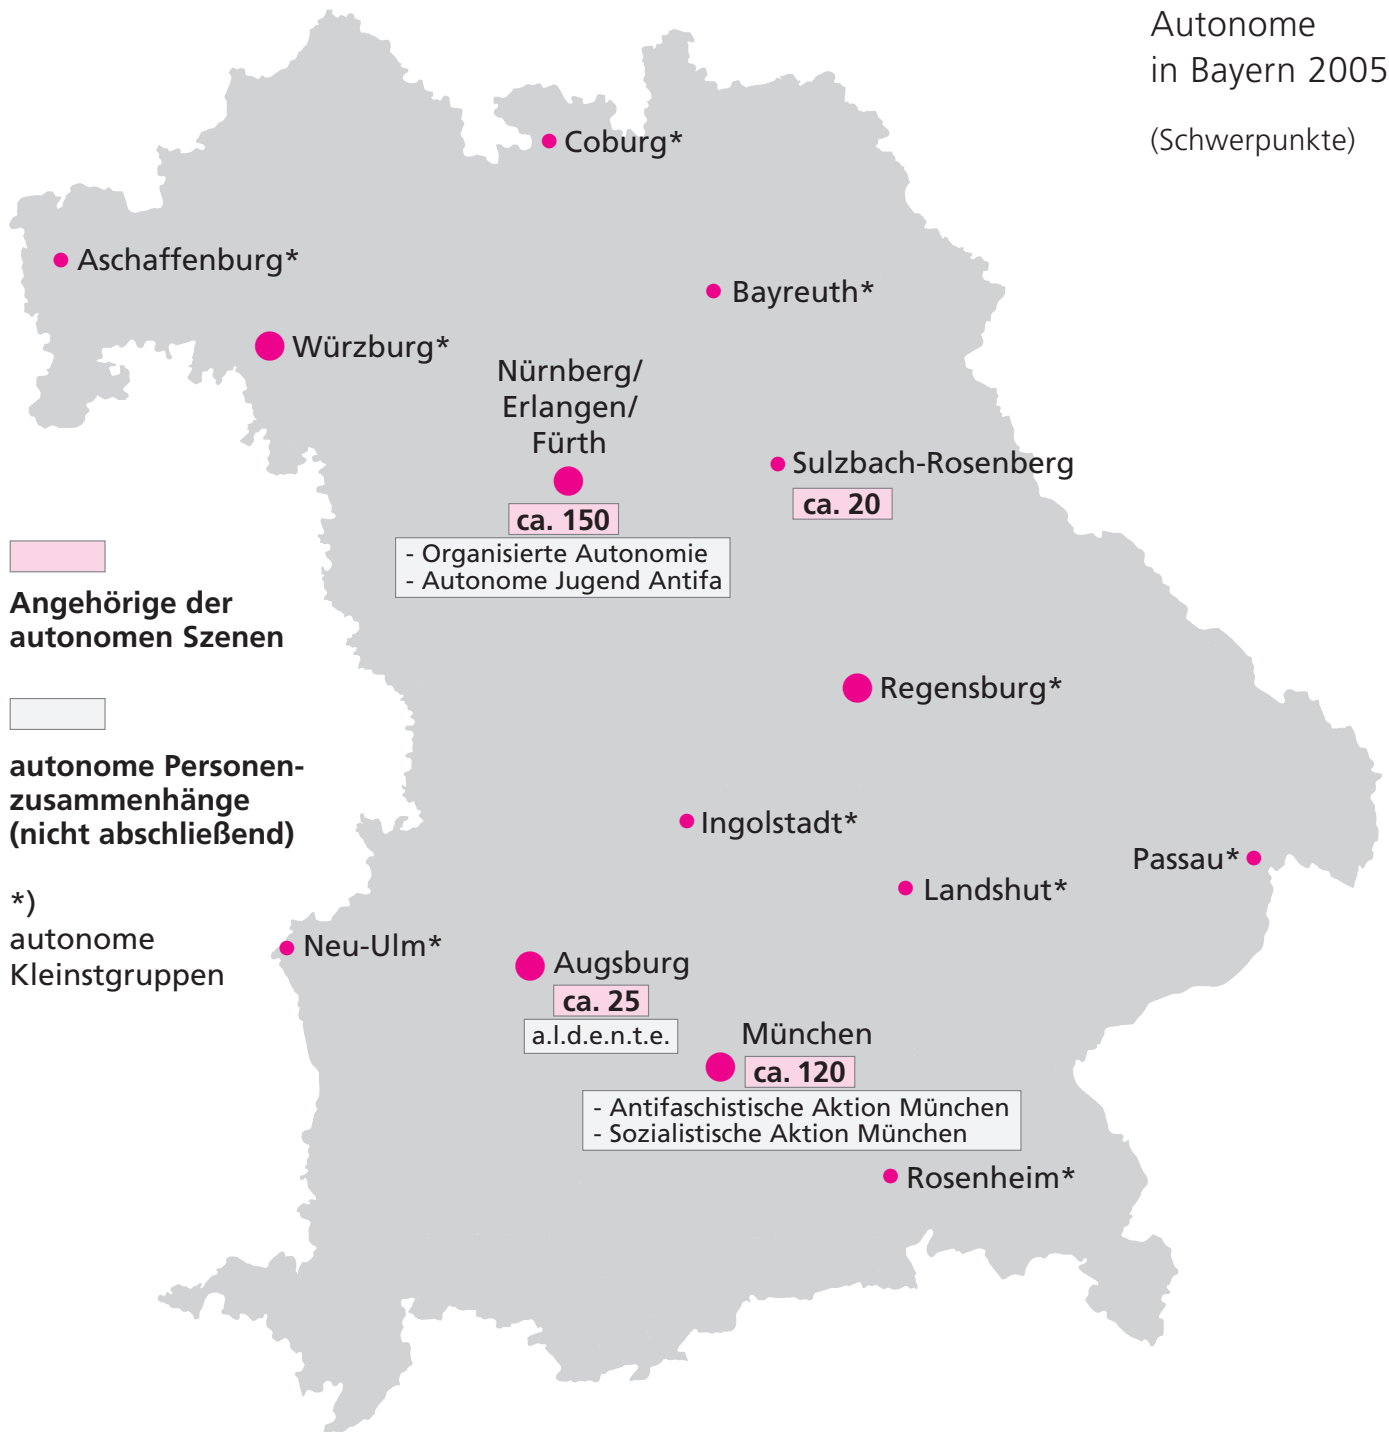 Autonome
in Bayern 2005
(Schwerpunkte)
Coburg*
Aschaffenburg*
Bayreuth*
Würzburg*
Nürnberg/
Erlangen/
Fürth
ca. 150
- Organisierte Autonomie
- Autonome Jugend Antifa
Sulzbach-Rosenberg
ca. 20
Angehörige der
autonomen Szenen
autonome Personen-
zusammenhänge
(nicht abschließend)
*)
autonome
Kleinstgruppen
Regensburg*
Ingolstadt*
Passau*
Landshut*
Neu-Ulm*
Augsburg
ca. 25
a.l.d.e.n.t.e.
München
ca. 120
- Antifaschistische Aktion München
- Sozialistische Aktion München
Rosenheim*